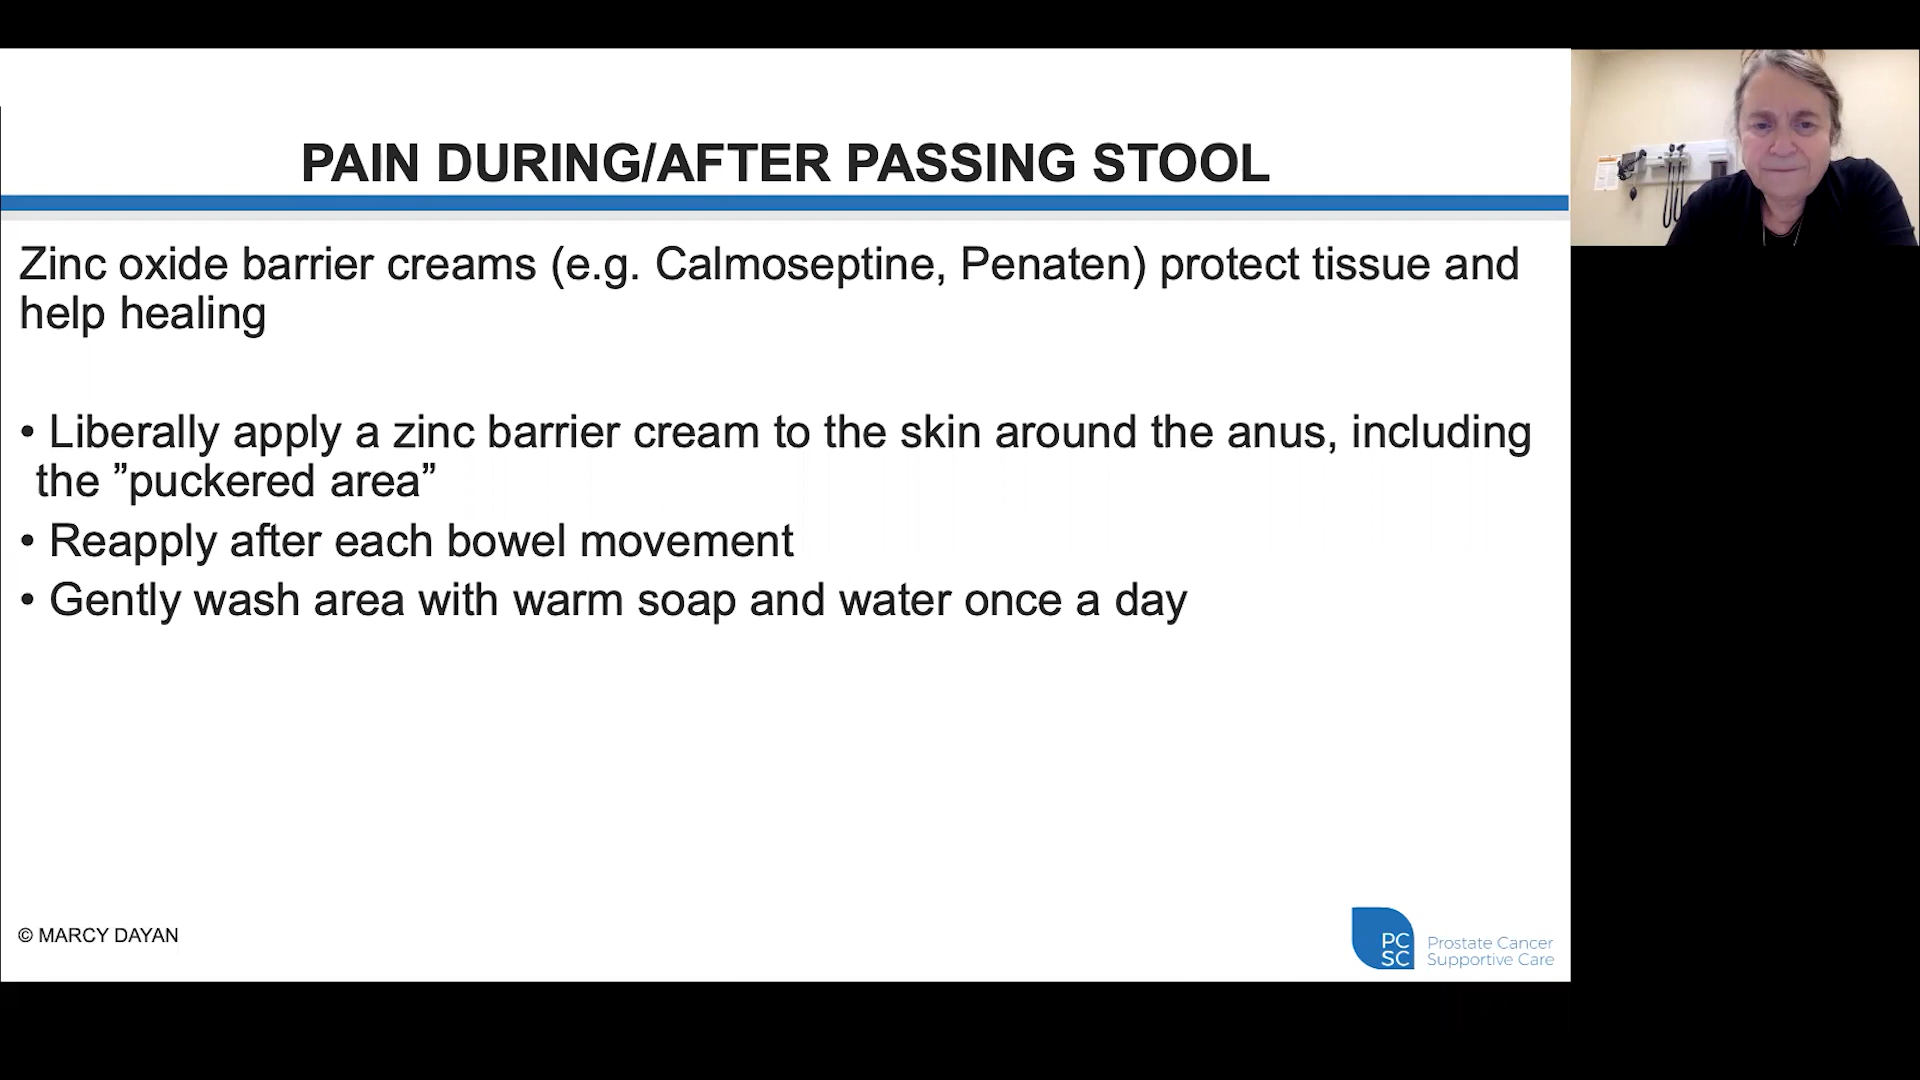 PAIN DURING/AFTER PASSING STOOL
Zinc oxide barrier creams (e.g. Calmoseptine, Penaten) protect tissue and
help healing
• Liberally apply a zinc barrier cream to the skin around the anus, including
the ”puckered area”
• Reapply after each bowel movement
• Gently wash area with warm soap and water once a day
© MARCY DAYAN
PC
SC
Prostate Cancer
Supportive Care